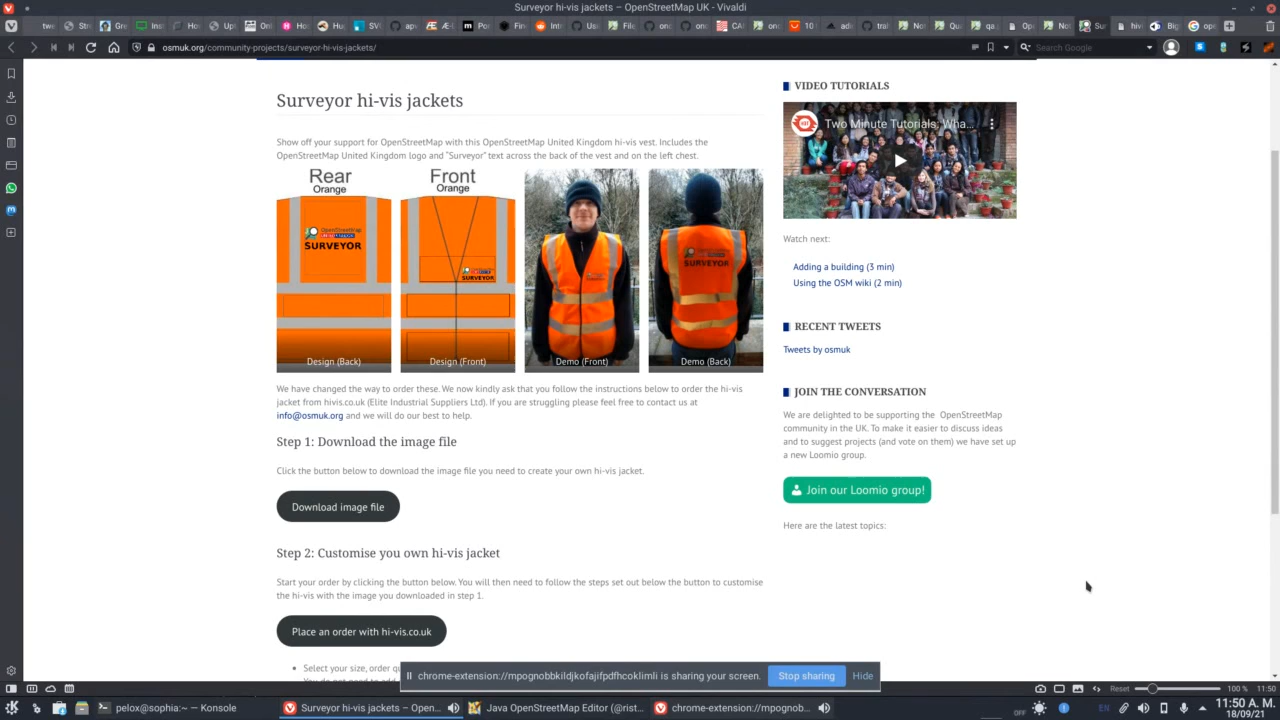 Surveyor hi-vis jackets – OpenStreetMap UK - Vivaldi
osmuk.org/community-projects/surveyor-hi-vis-jackets/
Search Google
Surveyor hi-vis jackets
Show off your support for OpenStreetMap with this OpenStreetMap United Kingdom hi-vis vest. Includes the
OpenStreetMap United Kingdom logo and "Surveyor" text across the back of the vest and on the left chest.
Rear
Orange
OpenStreetMap
SURVEYOR
Design (Back)
Front
Orange
SURVEYOR
Design (Front)
Demo (Front)
SURVEYOR
Demo (Back)
We have changed the way to order these. We now kindly ask that you follow the instructions below to order the hi-vis
jacket from hivis.co.uk (Elite Industrial Suppliers Ltd). If you are struggling please feel free to contact us at
info@osmuk.org and we will do our best to help.
Step 1: Download the image file
Click the button below to download the image file you need to create your own hi-vis jacket.
Download image file
Step 2: Customise you own hi-vis jacket
Start your order by clicking the button below. You will then need to follow the steps set out below the button to customise
the hi-vis with the image you downloaded in step 1.
Place an order with hi-vis.co.uk
Select your size, order
VIDEO TUTORIALS
Two Minute Tutorials: Wha...
Watch next:
Adding a building (3 min)
Using the OSM wiki (2 min)
RECENT TWEETS
Tweets by osmuk
JOIN THE CONVERSATION
We are delighted to be supporting the OpenStreetMap
community in the UK. To make it easier to discuss ideas
and to suggest projects (and vote on them) we have set up
a new Loomio group.
Join our Loomio group!
Here are the latest topics:
chrome-extension://mpognobbkildjkofajifpdfhcoklimli is sharing your screen.
Stop sharing
Hide
Reset
100 %
11:50
pelox@sophia:~ — Konsole
Surveyor hi-vis jackets – Open...
Java OpenStreetMap Editor (@rist...
chrome-extension://mpognob...
OFF
EN
11:50 A. M.
18/09/21